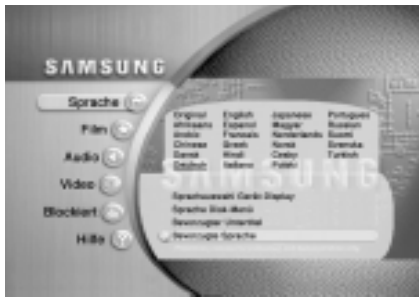 SAMSUNG
Sprache
Film
Audio
Video
Blockiert
Hilfe
Original English Japanese Portugues
Afrikaans Espanol Magyar Russian
Arabic Francais Nederlands Suomi
Chinese Greek Norsk Svenska
Dansk Hindi Cesky Turkish
Deutsch Italiano Polski
SAMSUNG
Sprachauswahl Gerät-Display
Sprache Disk-Menü
Bevorzugter Untertitel
Bevorzugte Sprache